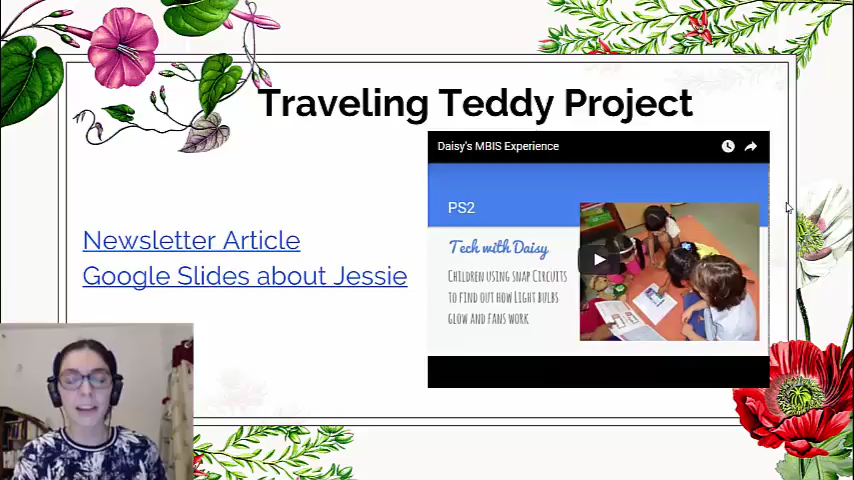 Traveling Teddy Project
Newsletter Article
Google Slides about Jessie
Daisy's MBIS Experience
PS2
Tech with Daisy
Children using snap Circuits
to find out how Light bulbs
glow and fans work